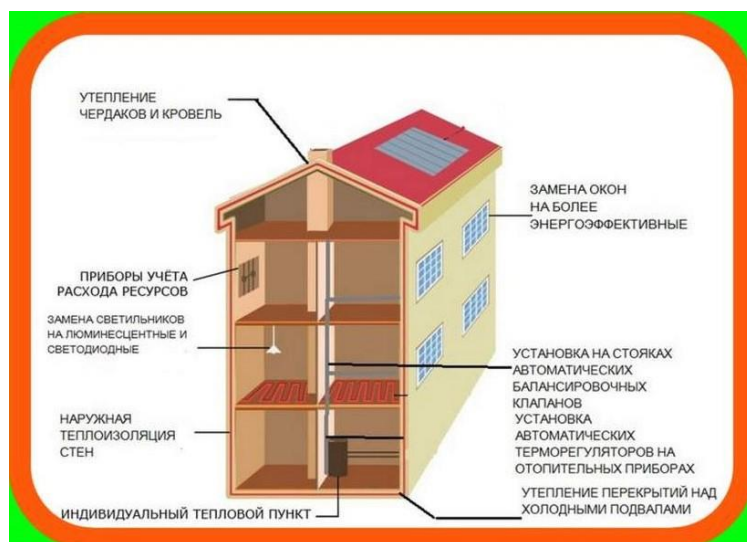 УТЕПЛЕНИЕ
ЧЕРДАКОВ И КРОВЕЛЬ
ЗАМЕНА ОКОН
НА БОЛЕЕ
ЭНЕРГОЭФФЕКТИВНЫЕ
ПРИБОРЫ УЧЁТА
РАСХОДА РЕСУРСОВ
ЗАМЕНА СВЕТИЛЬНИКОВ
НА ЛЮМИНЕСЦЕНТНЫЕ И
СВЕТОДИОДНЫЕ
УСТАНОВКА НА СТОЯКАХ
АВТОМАТИЧЕСКИХ
БАЛАНСИРОВОЧНЫХ
КЛАПАНОВ
НАРУЖНАЯ
ТЕПЛОИЗОЛЯЦИЯ
СТЕН
УСТАНОВКА
АВТОМАТИЧЕСКИХ
ТЕРМОРЕГУЛЯТОРОВ НА
ОТОПИТЕЛЬНЫХ ПРИБОРАХ
ИНДИВИДУАЛЬНЫЙ ТЕПЛОВОЙ ПУНКТ
УТЕПЛЕНИЕ ПЕРЕКРЫТИЙ НАД
ХОЛОДНЫМИ ПОДВАЛАМИ